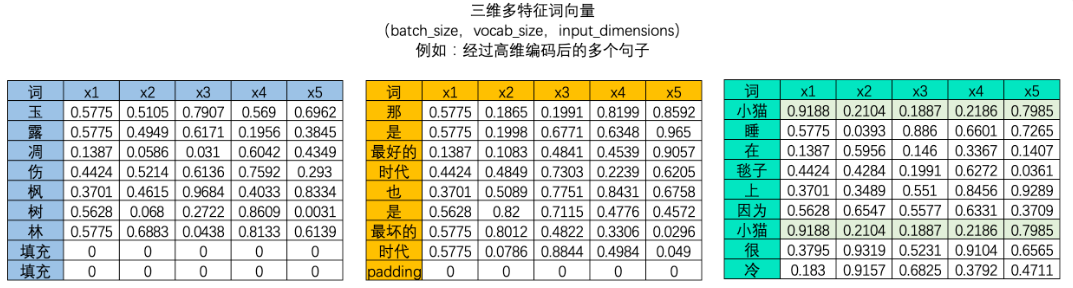 三维多特征词向量
（batch_size，vocab_size，input_dimensions）
例如：经过高维编码后的多个句子
词 x1 x2 x3 x4 x5
玉 0.5775 0.5105 0.7907 0.569 0.6962
露 0.5775 0.4949 0.6171 0.1956 0.3845
凋 0.1387 0.0586 0.031 0.6042 0.4349
伤 0.4424 0.5214 0.6136 0.7592 0.293
枫 0.3701 0.4615 0.9684 0.4033 0.8334
树 0.5628 0.068 0.2722 0.8609 0.0031
林 0.5775 0.6883 0.0438 0.8133 0.6139
填充 0 0 0 0 0
填充 0 0 0 0 0
词 x1 x2 x3 x4 x5
那 0.5775 0.1865 0.1991 0.8199 0.8592
是 0.5775 0.1998 0.6771 0.6348 0.965
最好的 0.1387 0.1083 0.4841 0.4539 0.9057
时代 0.4424 0.4849 0.7303 0.2239 0.6205
也 0.3701 0.5089 0.7751 0.8431 0.6758
是 0.5628 0.82 0.7115 0.4776 0.4572
最坏的 0.5775 0.8012 0.4822 0.3306 0.0296
时代 0.5775 0.0786 0.8844 0.4984 0.049
padding 0 0 0 0 0
词 x1 x2 x3 x4 x5
小猫 0.9188 0.2104 0.1887 0.2186 0.7985
睡 0.5775 0.0393 0.886 0.6601 0.7265
在 0.1387 0.5956 0.146 0.3367 0.1407
毯子 0.4424 0.4284 0.1991 0.6272 0.0361
上 0.3701 0.3489 0.551 0.8456 0.9289
因为 0.5628 0.6547 0.5577 0.6331 0.3709
小猫 0.9188 0.2104 0.1887 0.2186 0.7985
很 0.3795 0.9319 0.5231 0.9104 0.6565
冷 0.183 0.9157 0.6825 0.3792 0.4711